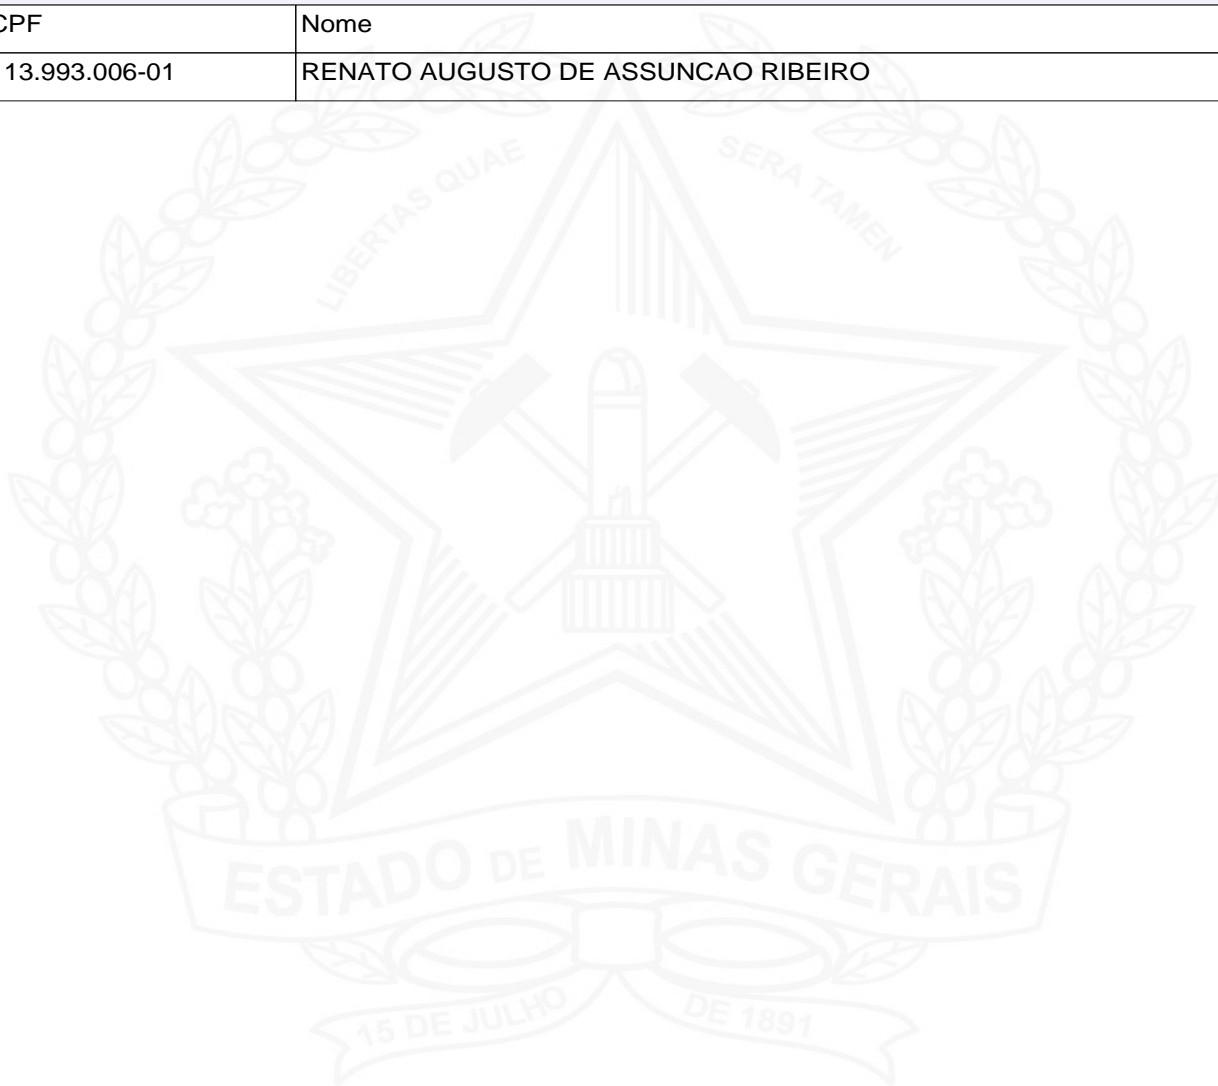 CPF Nome
13.993.006-01 RENATO AUGUSTO DE ASSUNCAO RIBEIRO
LIBERTAS QUAE SERA TAMEN
ESTADO DE MINAS GERAIS
15 DE JULHO DE 1891